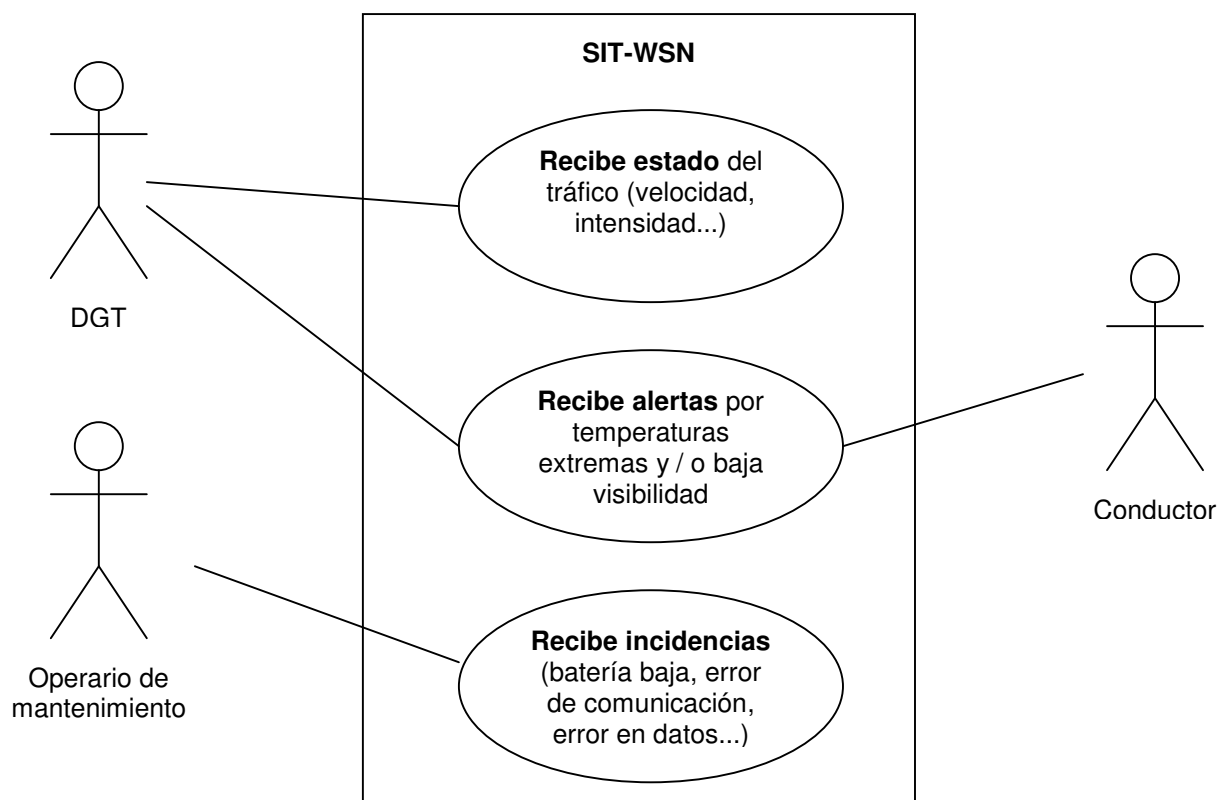 SIT-WSN
Recibe estado del
tráfico (velocidad,
intensidad...)
DGT
Recibe alertas por
temperaturas
extremas y / o baja
visibilidad
Conductor
Recibe incidencias
(batería baja, error
de comunicación,
error en datos...)
Operario de
mantenimiento